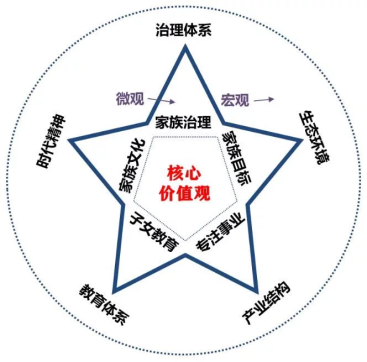 治理体系
微观
宏观
家族治理
时代精神
家族文化
家族目标
生态环境
核心
价值观
子女教育
专注事业
教育体系
产业结构